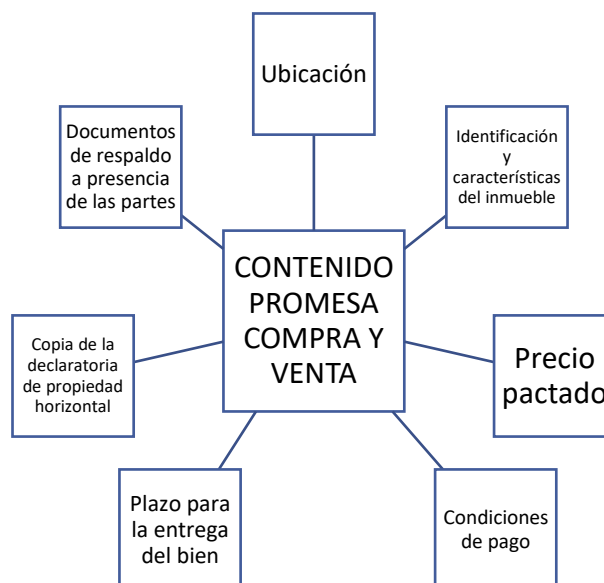 Ubicación
Documentos
de respaldo
a presencia
de las partes
Identificación
y
características
del inmueble
CONTENIDO
PROMESA
COMPRA Y
VENTA
Copia de la
declaratoria
de propiedad
horizontal
Precio
pactado
Plazo para
la entrega
del bien
Condiciones
de pago